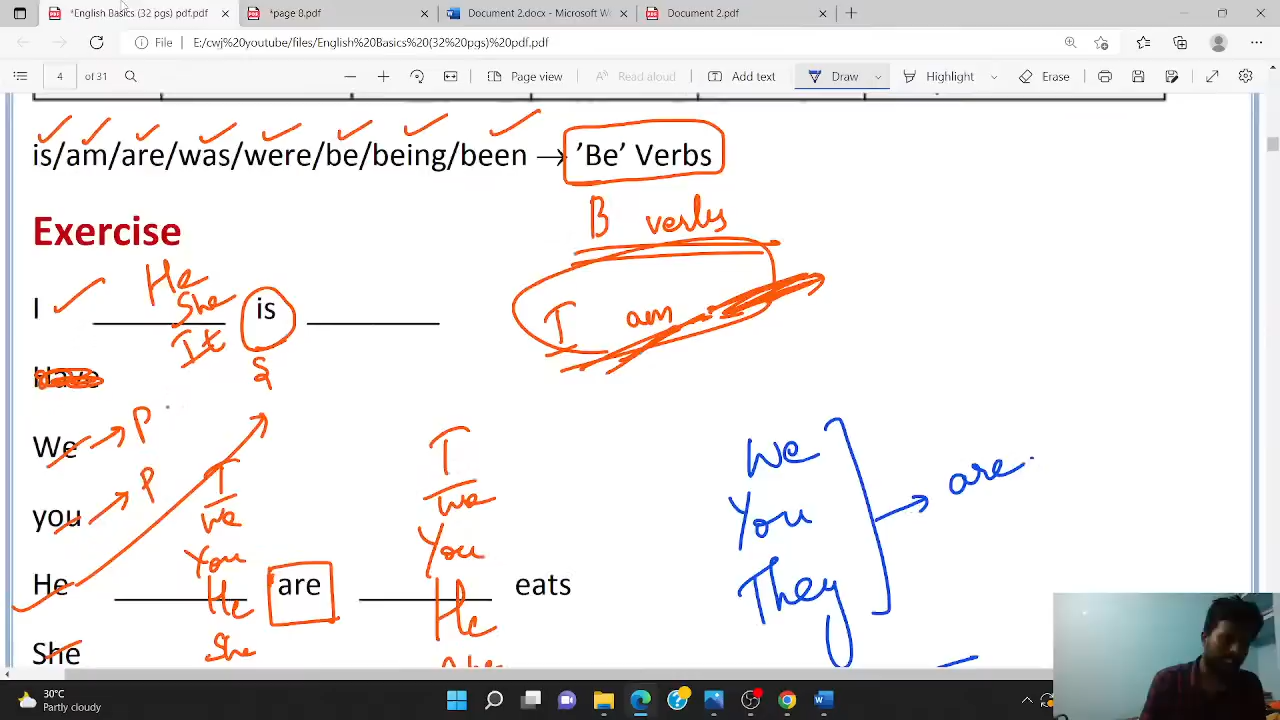 *English Basics (32 pgs) pdf.pdf
*page 8.pdf
Document 2.docx - Microsoft W
Document 2.pdf
File
E:/cwj%20youtube/files/English%20Basics%20(32%20pgs)%20pdf.pdf
4 of 31
Page view
Read aloud
Add text
Draw
Highlight
Erase
is/am/are/was/were/be/being/been → 'Be' Verbs
B verbs
Exercise
He
She
It
I
is
S
I am
Have
We → P
you → P
I
we
You
He
She
I
we
You
He
She
We
You
They
→ are
He
are
eats
She
30°C
Partly cloudy